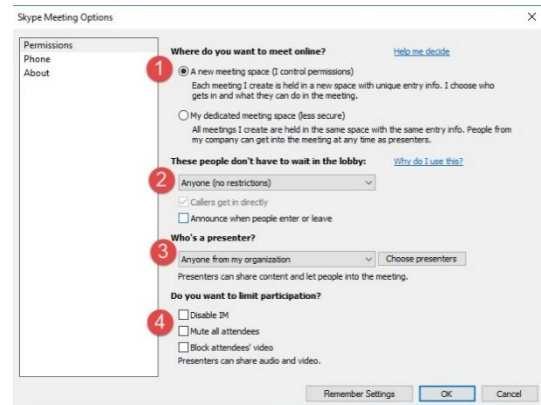 Skype Meeting Options
Permissions
Phone
About
Where do you want to meet online?
Help me decide
1
A new meeting space (I control permissions)
Each meeting I create is held in a new space with unique entry info. I choose who
gets in and what they can do in the meeting.
My dedicated meeting space (less secure)
All meetings I create are held in the same space with the same entry info. People from
my company can get into the meeting at any time as presenters.
These people don't have to wait in the lobby:
Why do I use this?
2
Anyone (no restrictions)
Callers get in directly
Announce when people enter or leave
Who's a presenter?
3
Anyone from my organization
Choose presenters
Presenters can share content and let people into the meeting.
Do you want to limit participation?
4
Disable IM
Mute all attendees
Block attendees' video
Presenters can share audio and video.
Remember Settings
OK
Cancel